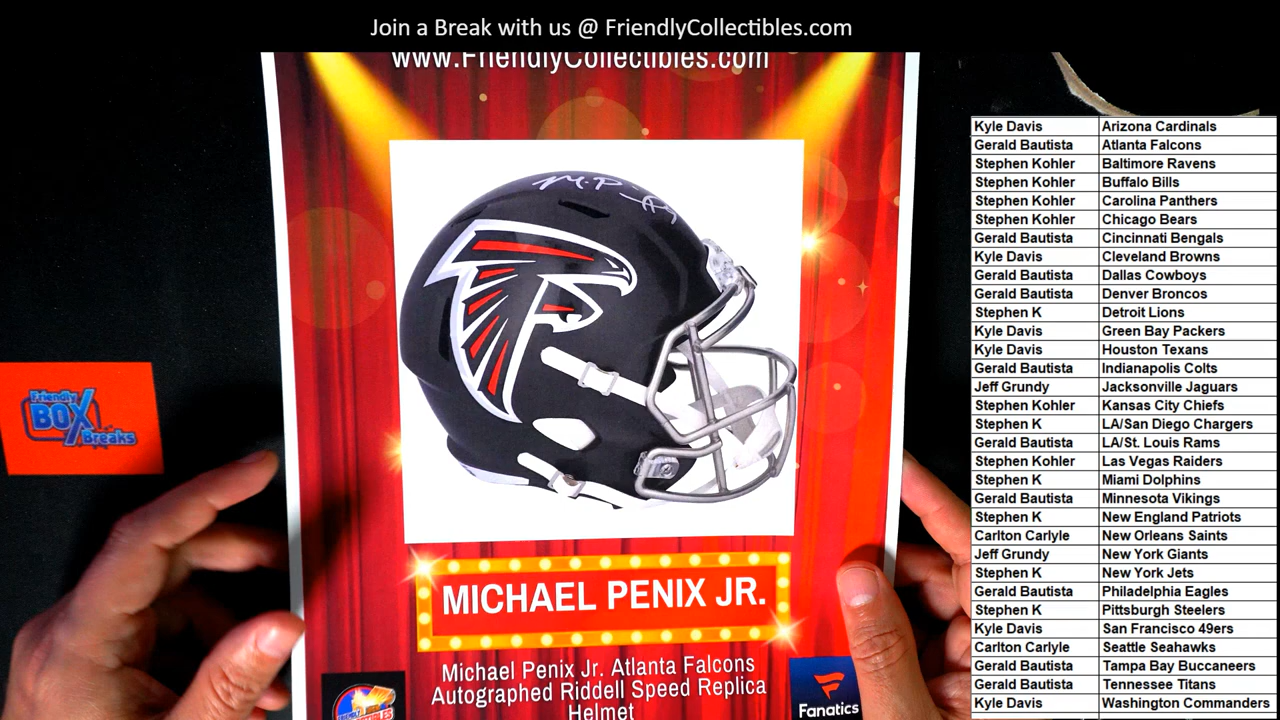 Join a Break with us @ FriendlyCollectibles.com
www.FriendlyCollectibles.com
M.P
MICHAEL PENIX JR.
Michael Penix Jr. Atlanta Falcons
Autographed Riddell Speed Replica
Helmet
Fanatics
Friendly
BOX
Breaks
Kyle Davis Arizona Cardinals
Gerald Bautista Atlanta Falcons
Stephen Kohler Baltimore Ravens
Stephen Kohler Buffalo Bills
Stephen Kohler Carolina Panthers
Stephen Kohler Chicago Bears
Gerald Bautista Cincinnati Bengals
Kyle Davis Cleveland Browns
Gerald Bautista Dallas Cowboys
Gerald Bautista Denver Broncos
Stephen K Detroit Lions
Kyle Davis Green Bay Packers
Kyle Davis Houston Texans
Gerald Bautista Indianapolis Colts
Jeff Grundy Jacksonville Jaguars
Stephen Kohler Kansas City Chiefs
Stephen K LA/San Diego Chargers
Gerald Bautista LA/St. Louis Rams
Stephen Kohler Las Vegas Raiders
Stephen K Miami Dolphins
Gerald Bautista Minnesota Vikings
Stephen K New England Patriots
Carlton Carlyle New Orleans Saints
Jeff Grundy New York Giants
Stephen K New York Jets
Gerald Bautista Philadelphia Eagles
Stephen K Pittsburgh Steelers
Kyle Davis San Francisco 49ers
Carlton Carlyle Seattle Seahawks
Gerald Bautista Tampa Bay Buccaneers
Gerald Bautista Tennessee Titans
Kyle Davis Washington Commanders